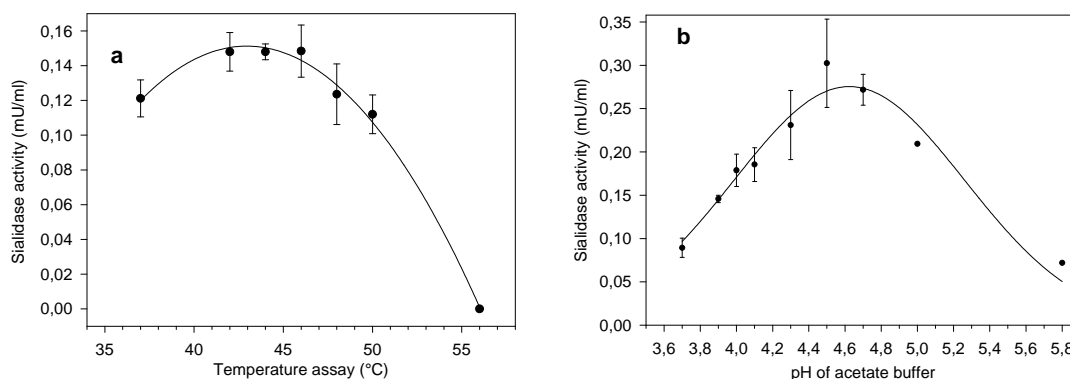 a
Sialidase activity (mU/ml)
0,16
0,14
0,12
0,10
0,08
0,06
0,04
0,02
0,00
35 40 45 50 55
Temperature assay (°C)
b
Sialidase activity (mU/ml)
0,35
0,30
0,25
0,20
0,15
0,10
0,05
0,00
3,6 3,8 4,0 4,2 4,4 4,6 4,8 5,0 5,2 5,4 5,6 5,8
pH of acetate buffer